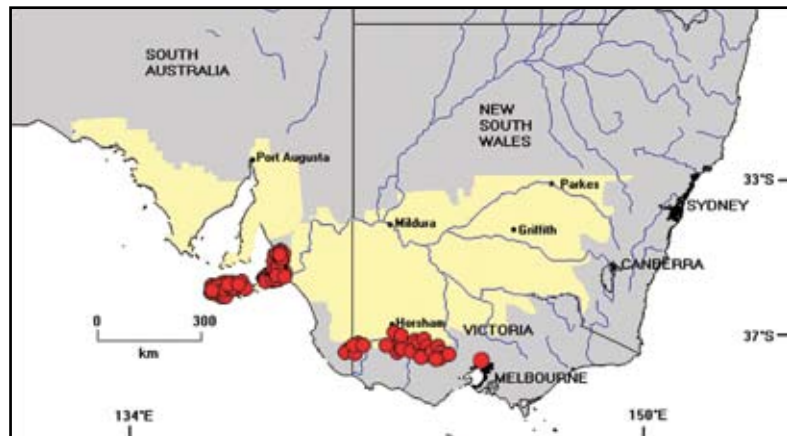 SOUTH
AUSTRALIA
NEW
SOUTH
WALES
Port Augusta
33°S
Parkes
SYDNEY
Mildura
Griffith
CANBERRA
0 300
km
Horsham
VICTORIA
37°S
MELBOURNE
134°E 150°E